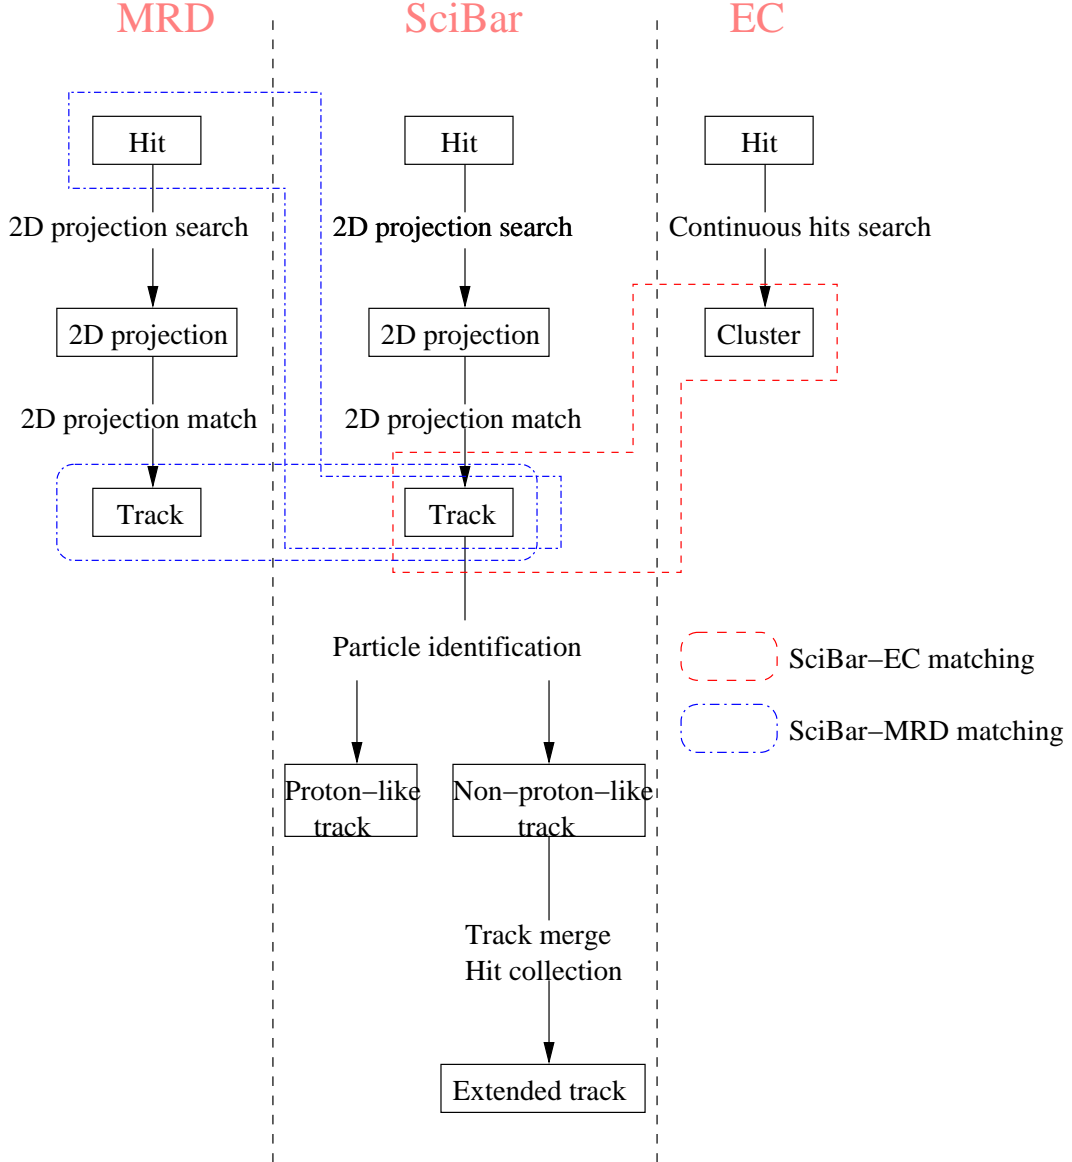 MRD
SciBar
EC
Hit
Hit
Hit
2D projection search
2D projection search
Continuous hits search
2D projection
2D projection
Cluster
2D projection match
2D projection match
Track
Track
Particle identification
SciBar–EC matching
SciBar–MRD matching
Proton–like
track
Non–proton–like
track
Track merge
Hit collection
Extended track